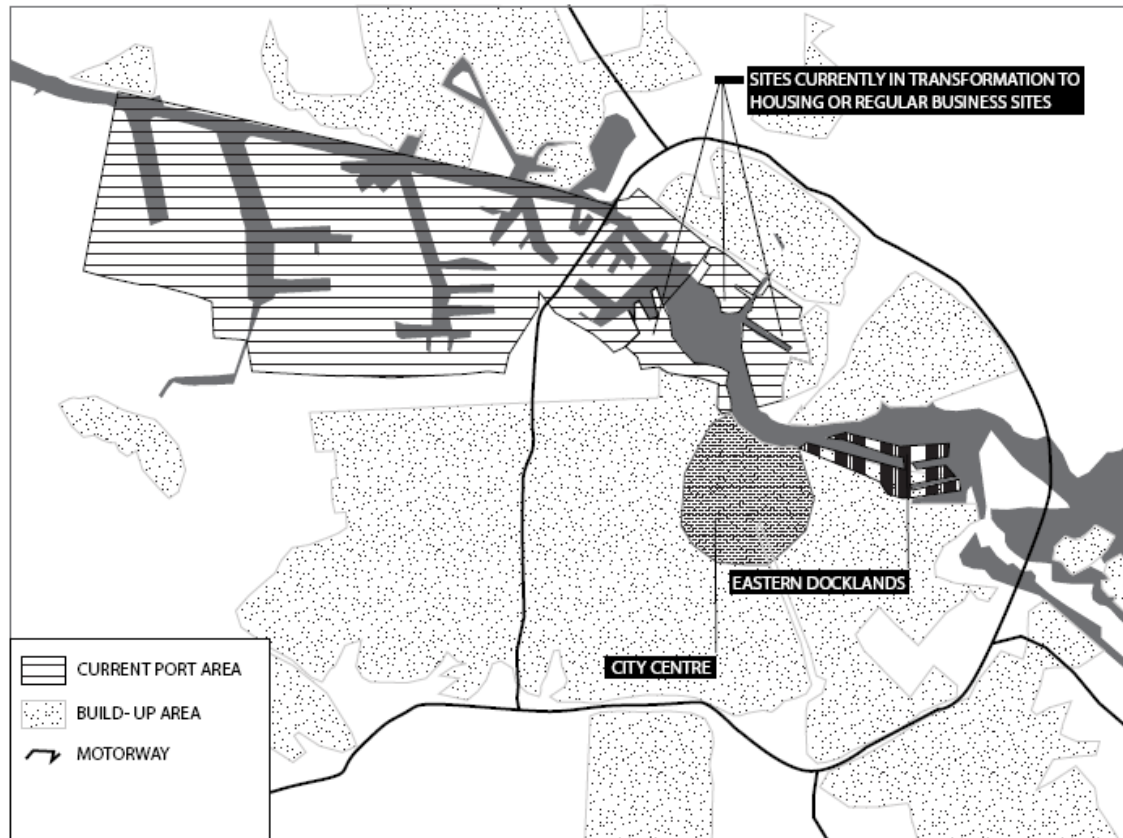 SITES CURRENTLY IN TRANSFORMATION TO
HOUSING OR REGULAR BUSINESS SITES
EASTERN DOCKLANDS
CITY CENTRE
CURRENT PORT AREA
BUILD- UP AREA
MOTORWAY